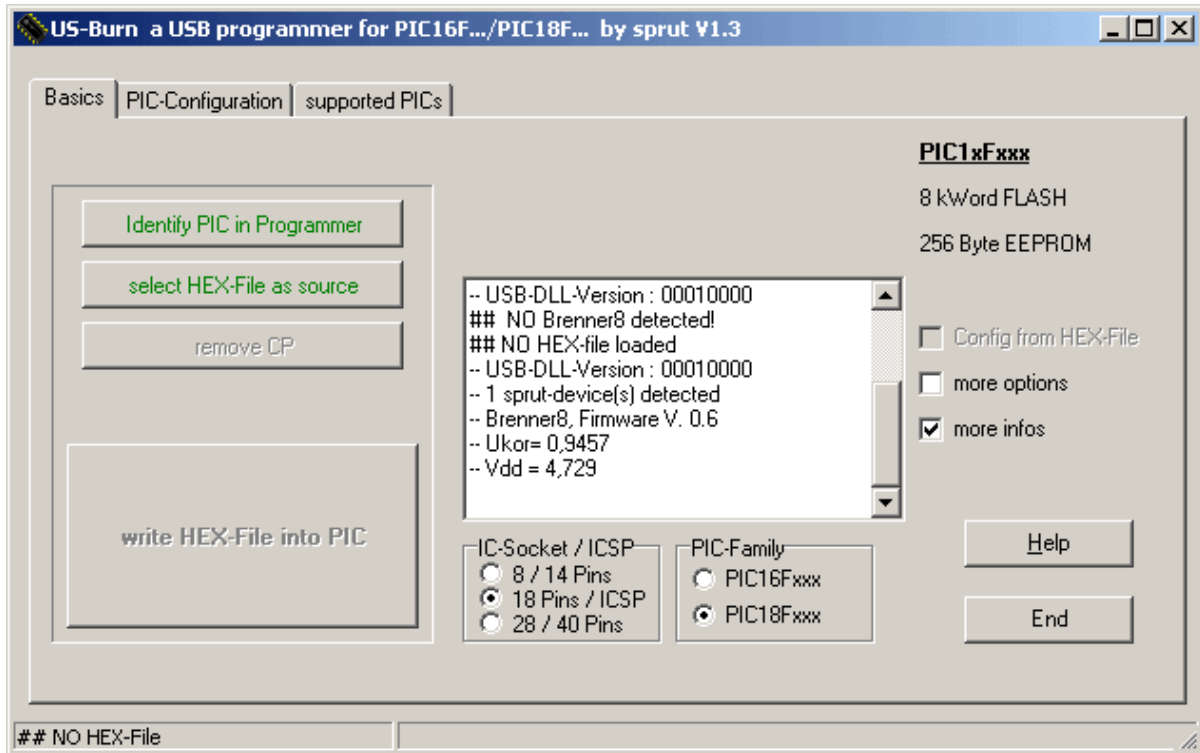 US-Burn a USB programmer for PIC16F.../PIC18F... by sprut V1.3
Basics
PIC-Configuration
supported PICs
Identify PIC in Programmer
select HEX-File as source
remove CP
write HEX-File into PIC
-- USB-DLL-Version : 00010000
## NO Brenner8 detected!
## NO HEX-file loaded
-- USB-DLL-Version : 00010000
-- 1 sprut-device(s) detected
-- Brenner8, Firmware V. 0.6
-- Ukor= 0,9457
-- Vdd = 4,729
IC-Socket / ICSP
8 / 14 Pins
18 Pins / ICSP
28 / 40 Pins
PIC-Family
PIC16Fxxx
PIC18Fxxx
PIC1xFxxx
8 kWord FLASH
256 Byte EEPROM
Config from HEX-File
more options
more infos
Help
End
## NO HEX-File